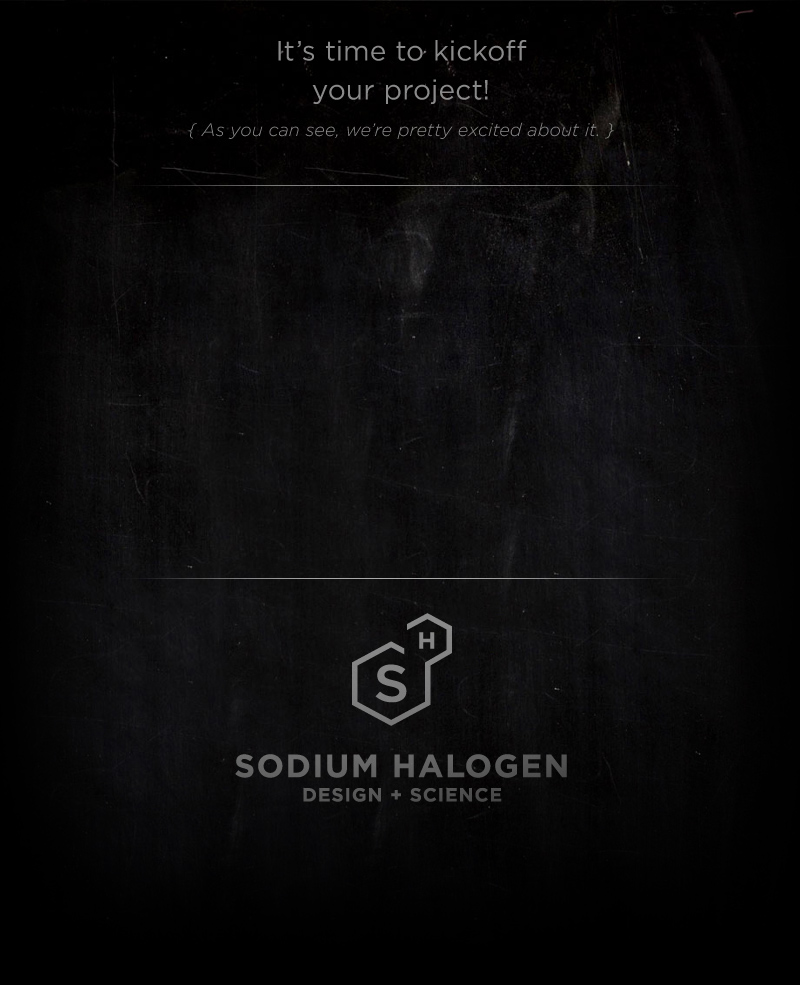 It's time to kickoff
your project!
{ As you can see, we're pretty excited about it. }
H
S
SODIUM HALOGEN
DESIGN + SCIENCE